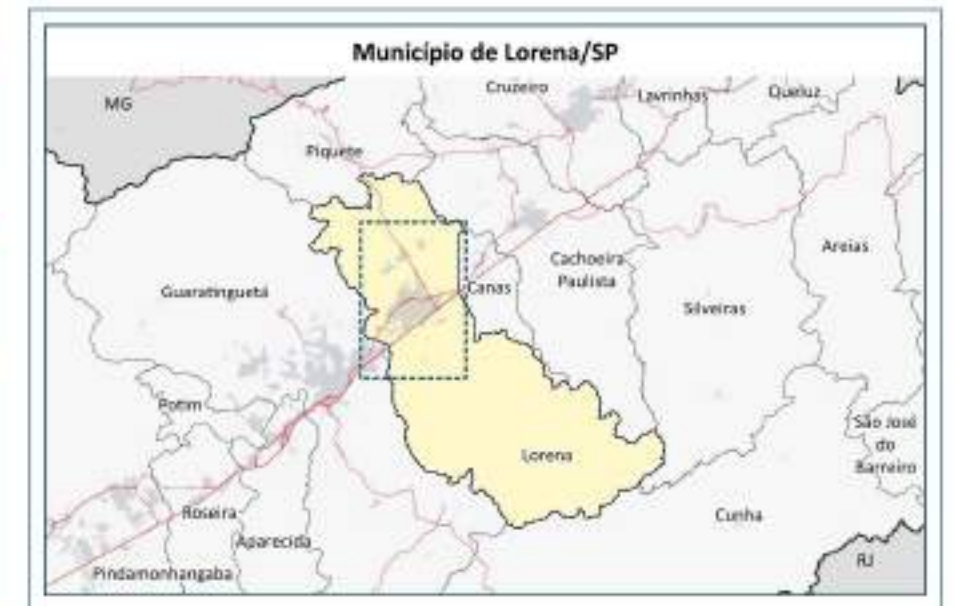 Município de Lorena/SP
MG
Cruzeiro
Lavrinhas
Queluz
Piquete
Areias
Cachoeira
Paulista
Guaratinguetá
Canas
Silveiras
Potim
São José
do
Barreiro
Lorena
Roseira
Cunha
Aparecida
RJ
Pindamonhangaba